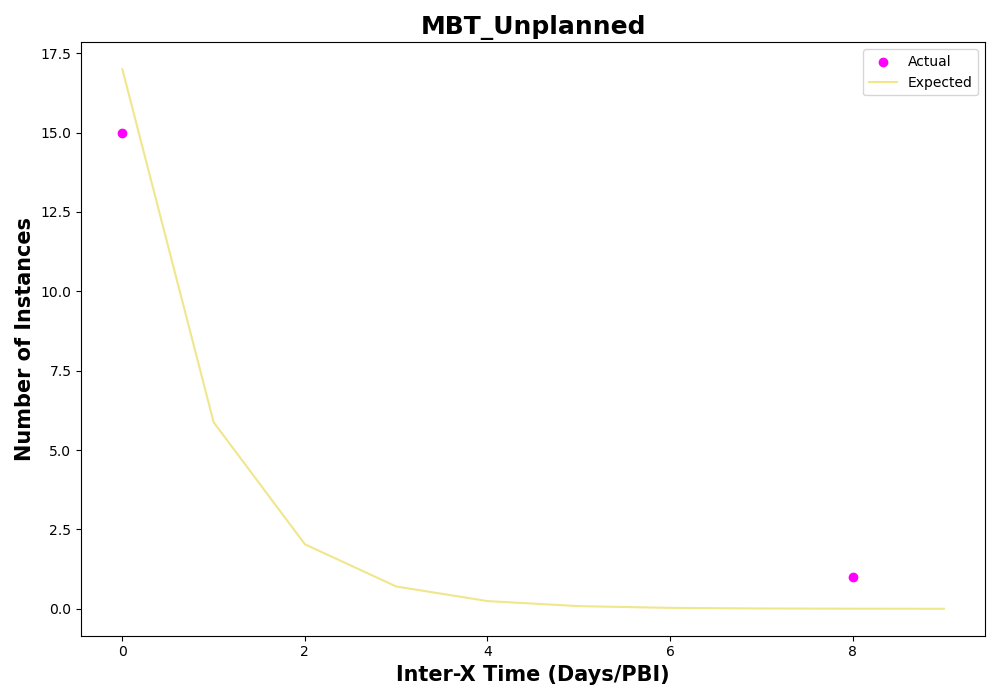 MBT_Unplanned
Actual
Expected
Number of Instances
17.5
15.0
12.5
10.0
7.5
5.0
2.5
0.0
0 2 4 6 8
Inter-X Time (Days/PBI)